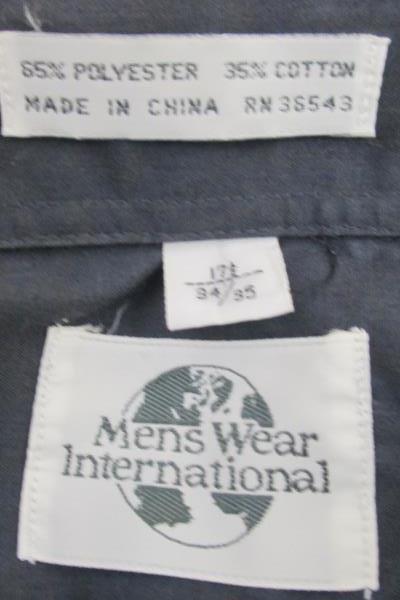 65% POLYESTER 35% COTTON
MADE IN CHINA RN 36543
17½
34/35
Mens Wear
International